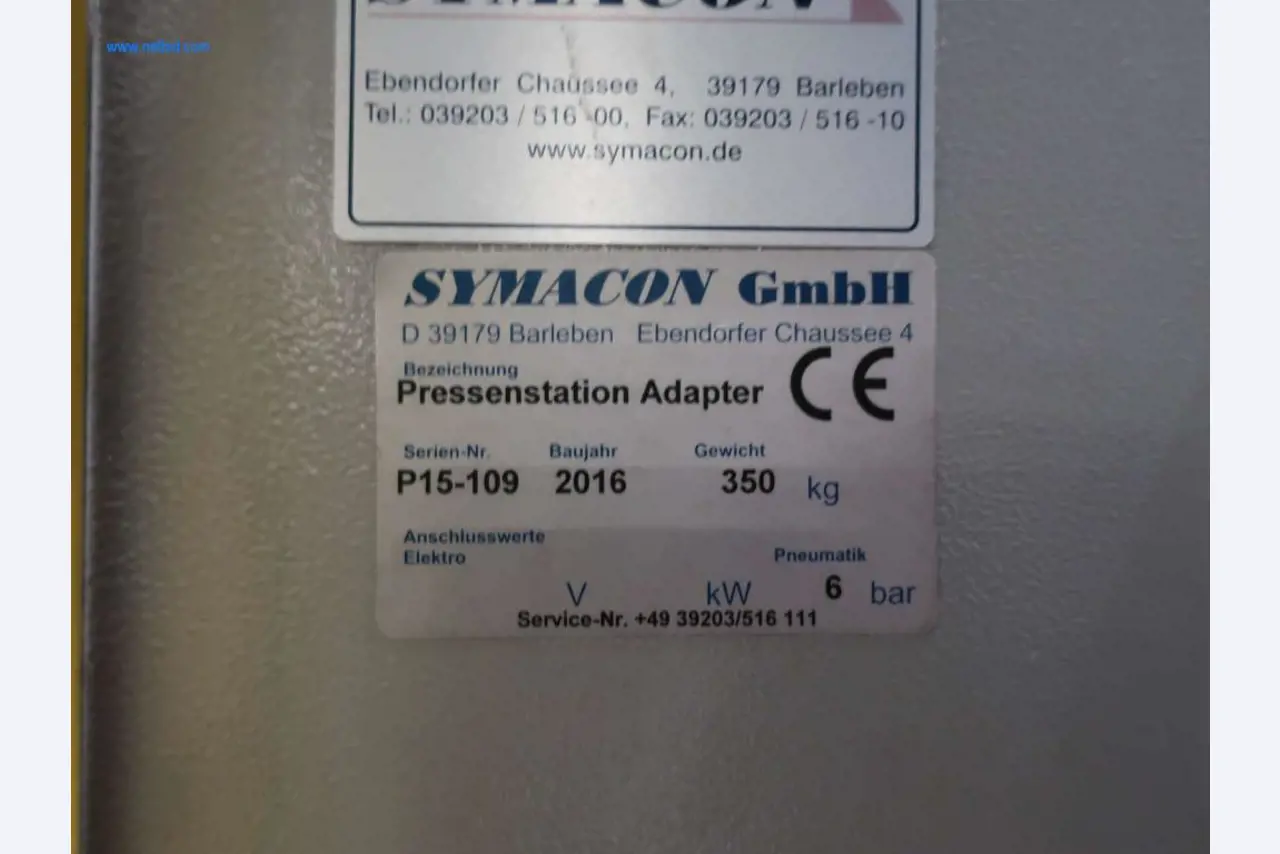 www.netbid.com
SYMACON
Ebendorfer Chaussee 4, 39179 Barleben
Tel.: 039203 / 516 -00, Fax: 039203 / 516 -10
www.symacon.de
SYMACON GmbH
D 39179 Barleben Ebendorfer Chaussee 4
Bezeichnung
Pressenstation Adapter CE
Serien-Nr. Baujahr Gewicht
P15-109 2016 350 kg
Anschlusswerte
Elektro Pneumatik
V kW 6 bar
Service-Nr. +49 39203/516 111